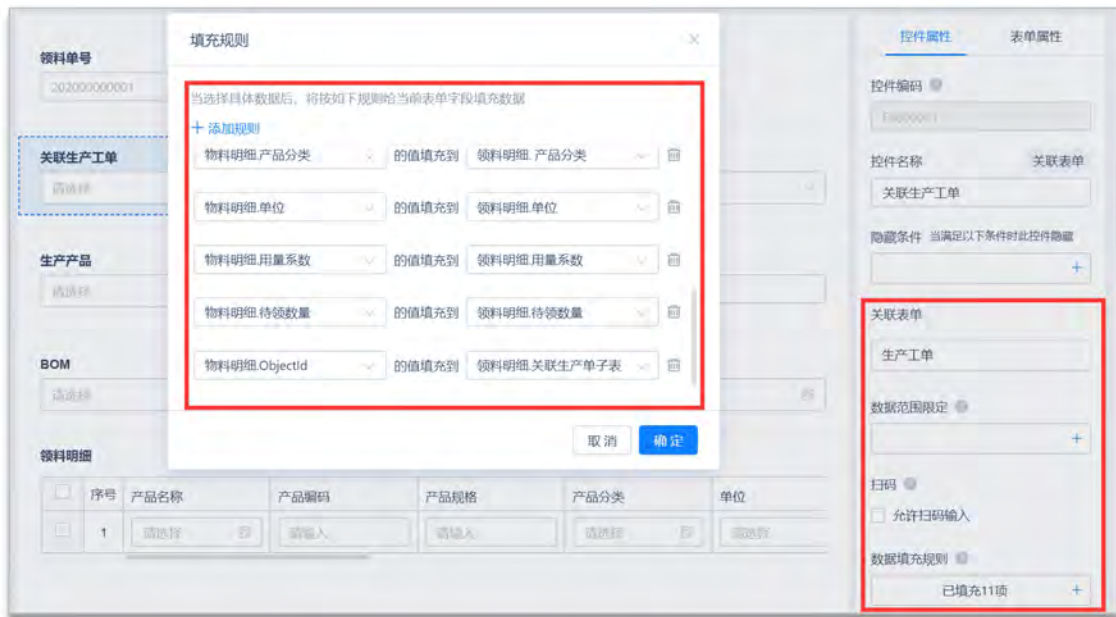 填充规则
控件属性 表单属性
领料单号
202000000001
当选择具体数据后，将按如下规则给当前表单字段填充数据
控件编码
+ 添加规则
物料明细.产品分类 的值填充到 领料明细. 产品分类
关联生产工单
请选择
控件名称 关联表单
关联生产工单
物料明细.单位 的值填充到 领料明细.单位
隐藏条件 当满足以下条件时此控件隐藏
+
生产产品
请选择
物料明细.用量系数 的值填充到 领料明细.用量系数
物料明细.待领数量 的值填充到 领料明细.待领数量
关联表单
生产工单
BOM
请选择
物料明细.ObjectId 的值填充到 领料明细.关联生产单子表
数据范围限定
+
取消 确定
领料明细
序号 产品名称 产品编码 产品规格 产品分类 单位
1 请选择 请输入 请输入 请选择 请选择
扫码
允许扫码输入
数据填充规则
已填充11项 +